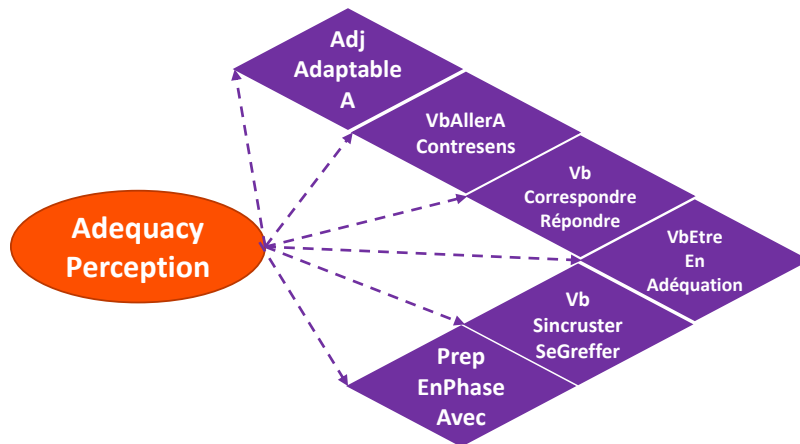 Adj
Adaptable
A
VbAllerA
Contresens
Vb
Correspondre
Répondre
VbEtre
En
Adéquation
Adequacy
Perception
Vb
Sincruster
SeGreffer
Prep
EnPhase
Avec